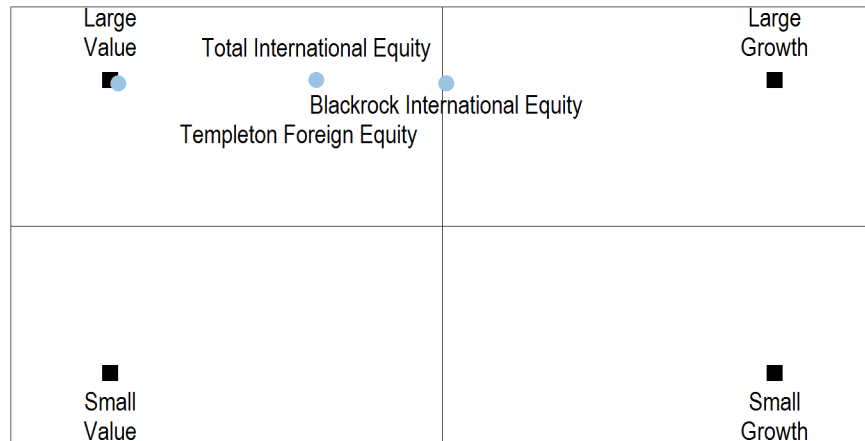 Large
Value
Total International Equity
Large
Growth
Blackrock International Equity
Templeton Foreign Equity
Small
Value
Small
Growth